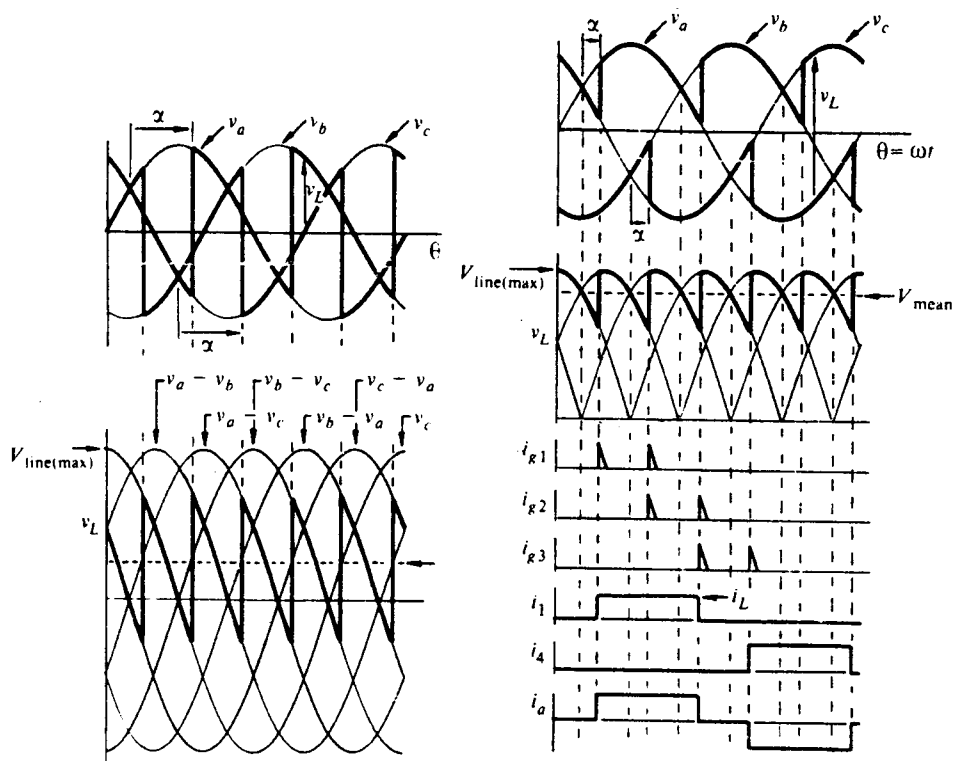 α
v_a
v_b
v_c
v_L
θ
α
v_a − v_b
v_b − v_c
v_c − v_a
v_a − v_c
v_b − v_a
v_c
V_line(max)
v_L
α
v_a
v_b
v_c
v_L
θ = ωt
α
V_line(max)
V_mean
v_L
i_g1
i_g2
i_g3
i_1
i_L
i_4
i_a